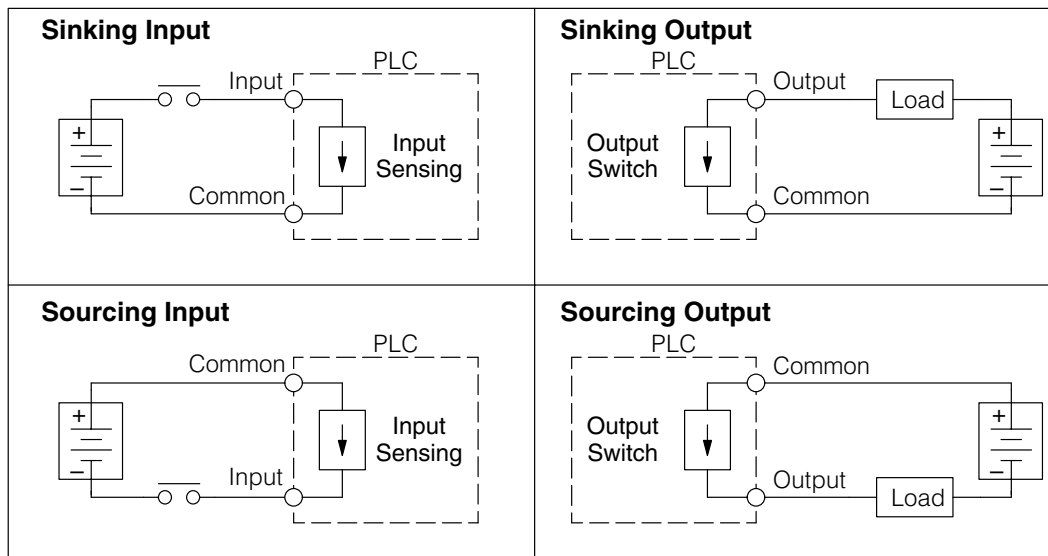 Sinking Input
PLC
Input
+
Input
Sensing
–
Common
Sinking Output
PLC
Output
Load
Output
Switch
+
–
Common
Sourcing Input
PLC
Common
+
Input
Sensing
–
Input
Sourcing Output
PLC
Common
Output
Switch
+
–
Output
Load